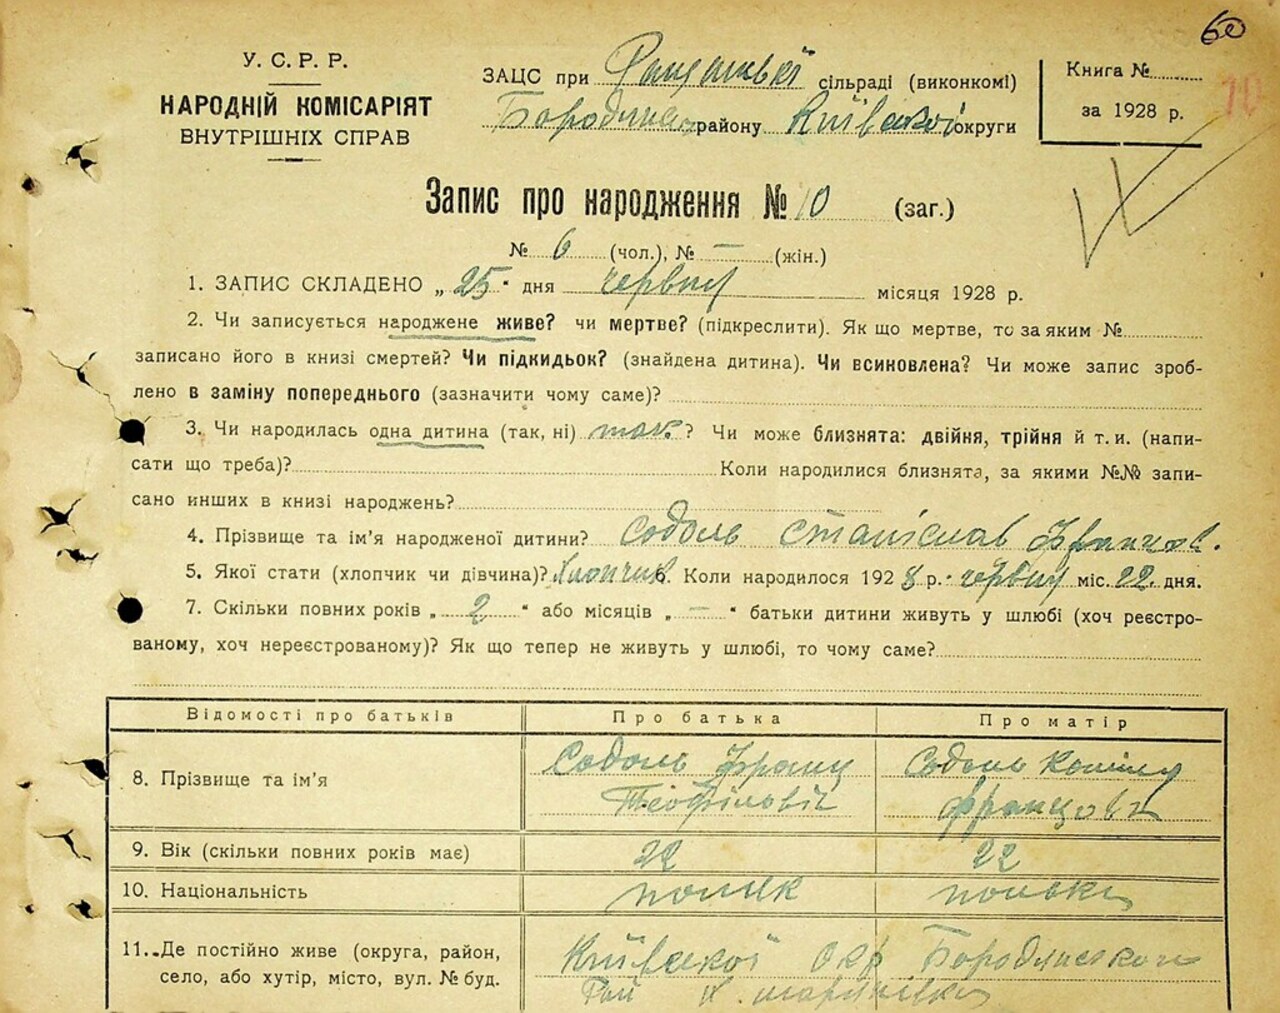 60
У. С. Р. Р.
НАРОДНІЙ КОМІСАРІЯТ
ВНУТРІШНІХ СПРАВ
ЗАЦС при сільраді (виконкомі)
району Київської округи
Книга №
за 1928 р.
10
Запис про народження № 10 (заг.)
№ 6 (чол.), № — (жін.)
1. ЗАПИС СКЛАДЕНО „ 25 " дня червня місяця 1928 р.
2. Чи записується народжене живе? чи мертве? (підкреслити). Як що мертве, то за яким №
записано його в книзі смертей? Чи підкидьок? (знайдена дитина). Чи всиновлена? Чи може запис зроб-
лено в заміну попереднього (зазначити чому саме)?
3. Чи народилась одна дитина (так, ні) так? Чи може близнята: двійня, трійня й т. и. (напи-
сати що треба)? Коли народилися близнята, за якими №№ запи-
сано инших в книзі народжень?
4. Прізвище та ім'я народженої дитини? Содоль Станіслав Францов.
5. Якої стати (хлопчик чи дівчина)? Хлопчик 6. Коли народилося 1928 р. червня міс. 22. дня.
7. Скільки повних років „ 2 " або місяців „ — " батьки дитини живуть у шлюбі (хоч реєстро-
ваному, хоч нереєстрованому)? Як що тепер не живуть у шлюбі, то чому саме?
Відомості про батьків Про батька Про матір
8. Прізвище та ім'я Содоль Франц Теофілович Содоль Францовн
9. Вік (скільки повних років має) 22 22
10. Національність поляк полька
11. Де постійно живе (округа, район, Київської Окр Бородянської
село, або хутір, місто, вул. № буд. Рай х.